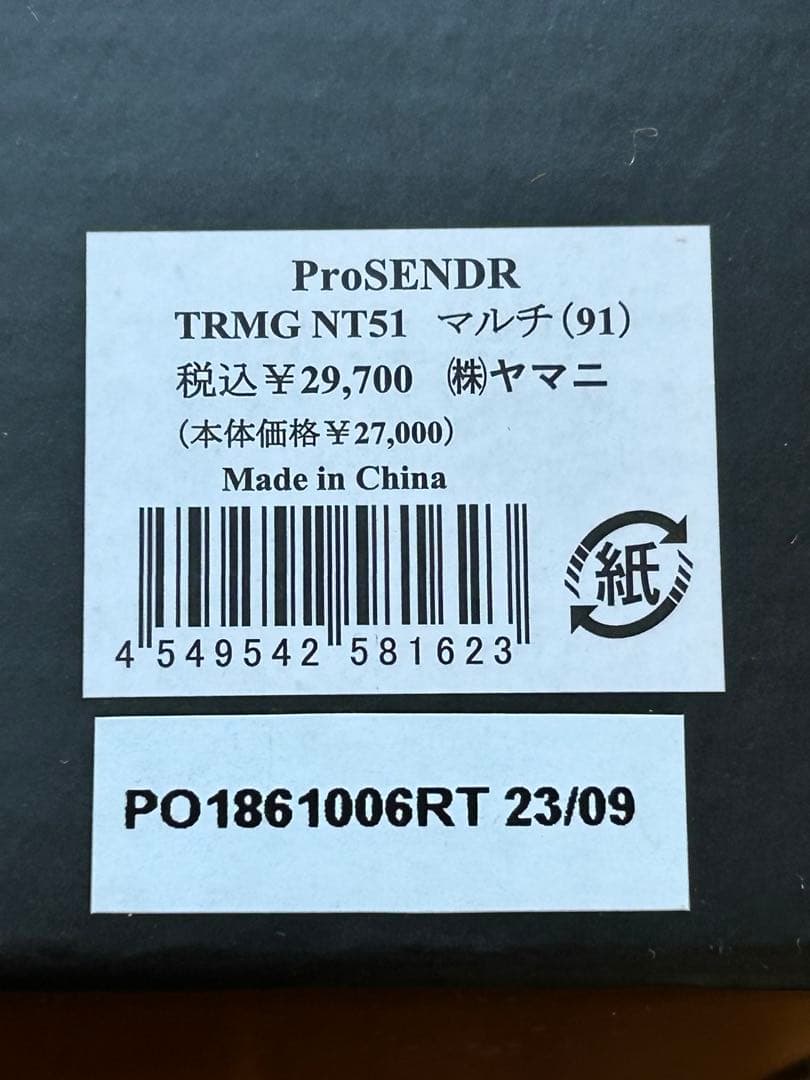 ProSENDR
TRMG NT51 マルチ(91)
税込¥29,700 ㈱ヤマニ
(本体価格¥27,000)
Made in China
紙
4 549542 581623
PO1861006RT 23/09